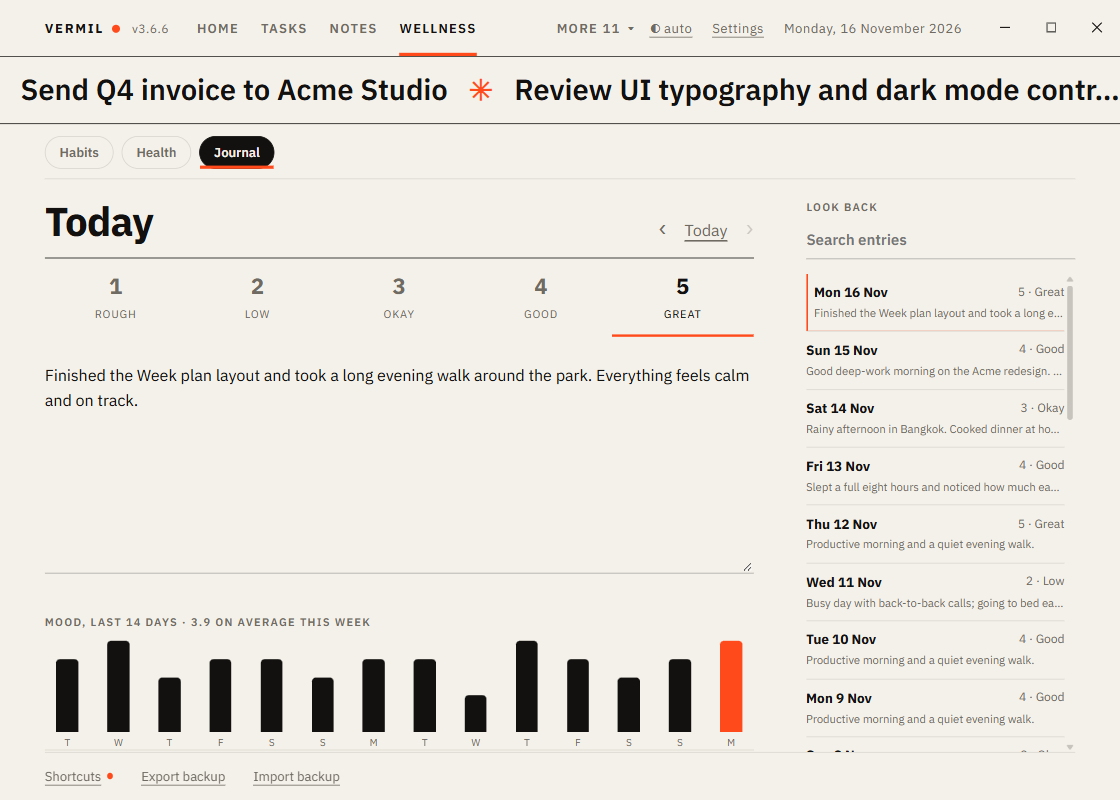 VERMIL v3.6.6 HOME TASKS NOTES WELLNESS MORE 11 auto Settings Monday, 16 November 2026
Send Q4 invoice to Acme Studio ✳ Review UI typography and dark mode contr...
Habits Health Journal
Today
‹ Today ›
1 2 3 4 5
ROUGH LOW OKAY GOOD GREAT
Finished the Week plan layout and took a long evening walk around the park. Everything feels calm
and on track.
MOOD, LAST 14 DAYS · 3.9 ON AVERAGE THIS WEEK
T W T F S S M T W T F S S M
LOOK BACK
Search entries
Mon 16 Nov 5 · Great
Finished the Week plan layout and took a long e...
Sun 15 Nov 4 · Good
Good deep-work morning on the Acme redesign. ...
Sat 14 Nov 3 · Okay
Rainy afternoon in Bangkok. Cooked dinner at ho...
Fri 13 Nov 4 · Good
Slept a full eight hours and noticed how much ea...
Thu 12 Nov 5 · Great
Productive morning and a quiet evening walk.
Wed 11 Nov 2 · Low
Busy day with back-to-back calls; going to bed ea...
Tue 10 Nov 4 · Good
Productive morning and a quiet evening walk.
Mon 9 Nov 4 · Good
Productive morning and a quiet evening walk.
Shortcuts Export backup Import backup